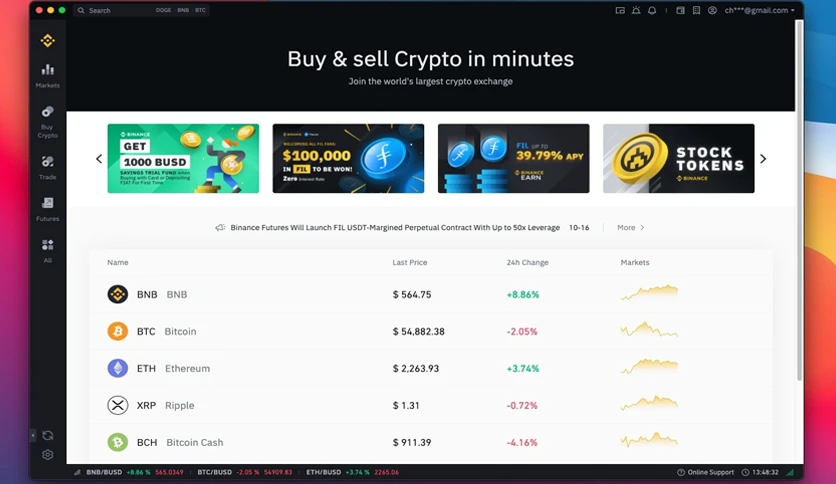 Search DOGE BNB BTC
ch***@gmail.com
Markets
Buy
Crypto
Trade
Futures
All
Buy & sell Crypto in minutes
Join the world's largest crypto exchange
BINANCE
GET
1000 BUSD
SAVINGS TRIAL FUND when
Buying with Card or Depositing
FIAT For First Time
BINANCE
WELCOMING ALL FIL FANS:
$100,000
IN FIL TO BE WON!
Zero Interest Rate
FIL UP TO
39.79% APY
BINANCE
EARN
STOCK
TOKENS
BINANCE
Binance Futures Will Launch FIL USDT-Margined Perpetual Contract With Up to 50x Leverage 10-16 More
Name Last Price 24h Change Markets
BNB BNB $ 564.75 +8.86%
BTC Bitcoin $ 54,882.38 -2.05%
ETH Ethereum $ 2,263.93 +3.74%
XRP Ripple $ 1.31 -0.72%
BCH Bitcoin Cash $ 911.39 -4.16%
BNB/BUSD +8.86 % 565.0349 BTC/BUSD -2.05 % 54909.83 ETH/BUSD +3.74 % 2265.06 Online Support 13:48:32